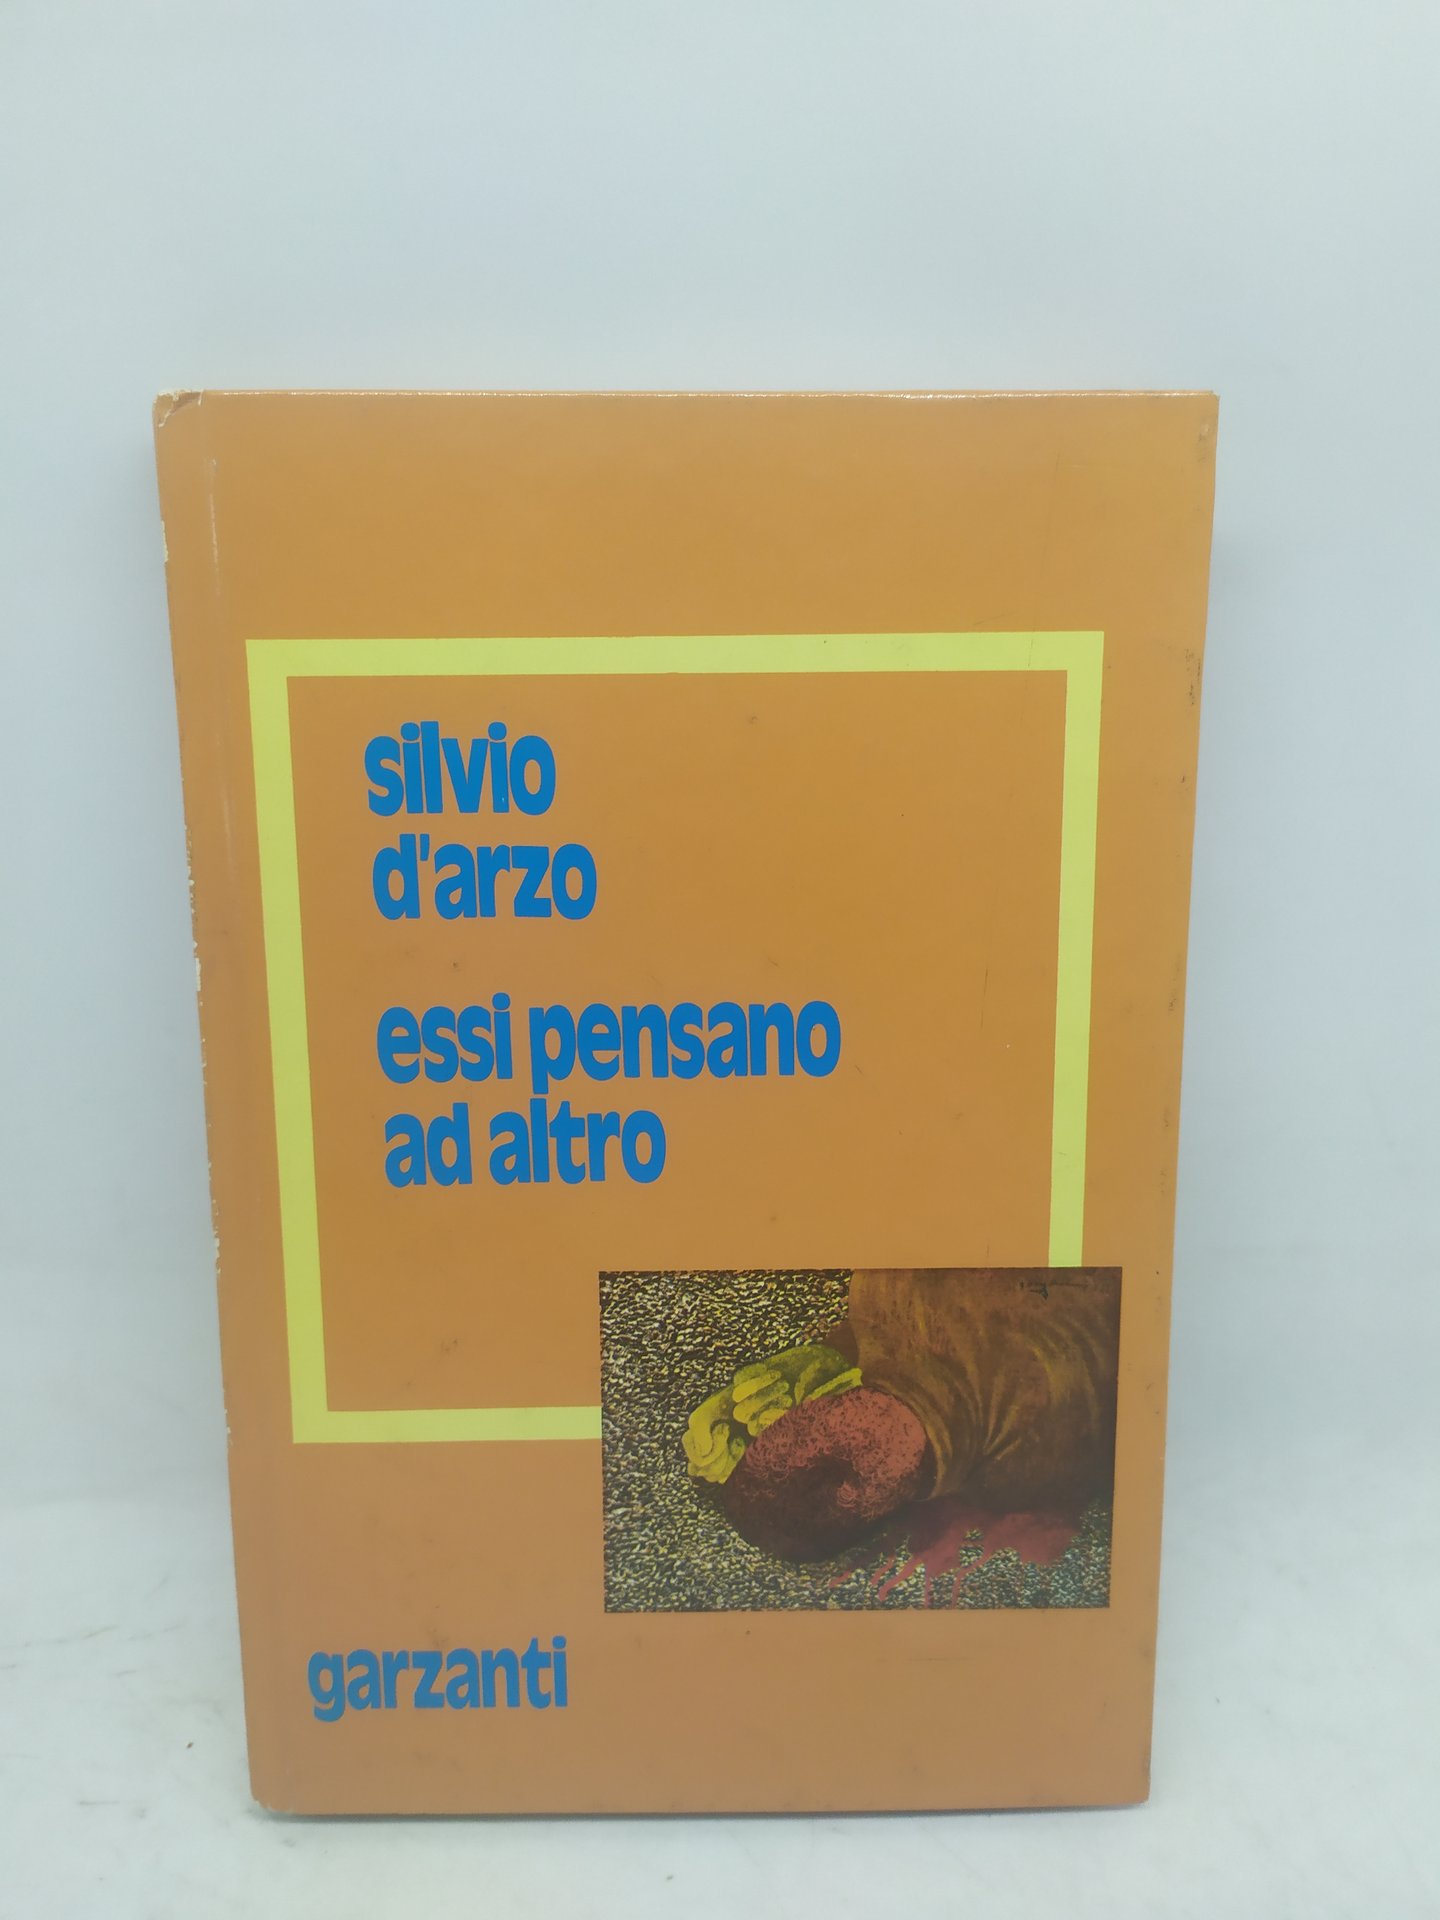 silvio
d'arzo
essi pensano
ad altro
garzanti